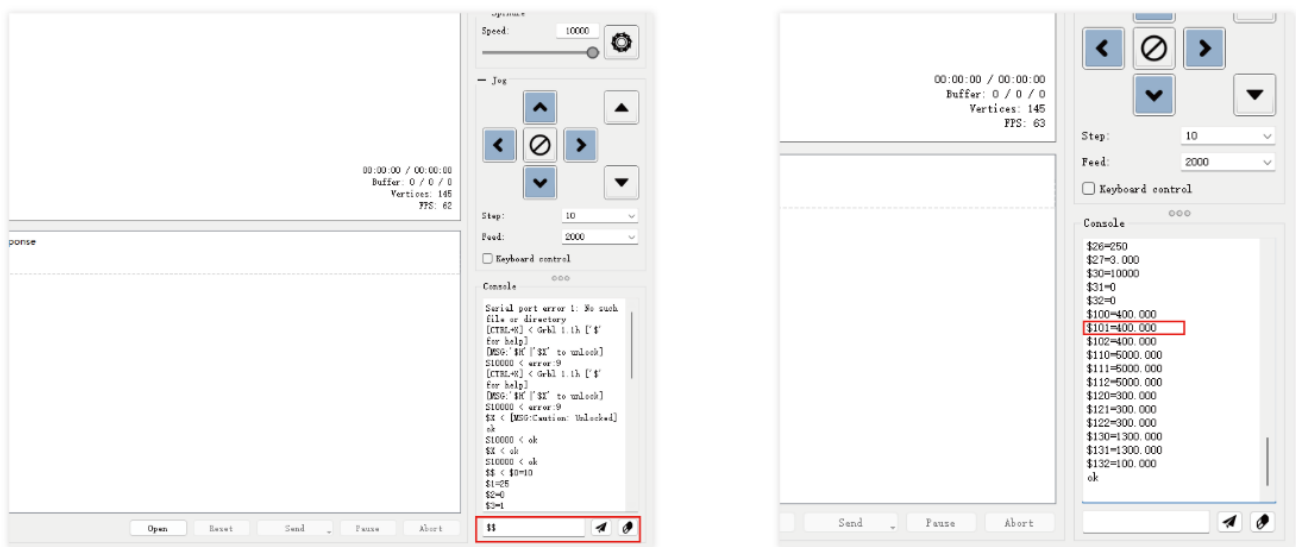 Speed:
10000
Jog
00:00:00 / 00:00:00
Buffer: 0 / 0 / 0
Vertices: 145
FPS: 62
Step:
10
Feed:
2000
Keyboard control
ponse
Console
Serial port error 1: No such
file or directory
[CTRL+X] < Grbl 1.1h ['$'
for help]
[MSG:'$H'|'$X' to unlock]
S10000 < error:9
[CTRL+X] < Grbl 1.1h ['$'
for help]
[MSG:'$H'|'$X' to unlock]
S10000 < error:9
$X < [MSG:Caution: Unlocked]
ok
S10000 < ok
$X < ok
S10000 < ok
$$ < $0=10
$1=25
$2=0
$3=1
Open
Reset
Send
Pause
Abort
$$
00:00:00 / 00:00:00
Buffer: 0 / 0 / 0
Vertices: 145
FPS: 63
Step:
10
Feed:
2000
Keyboard control
Console
$26=250
$27=3.000
$30=10000
$31=0
$32=0
$100=400.000
$101=400.000
$102=400.000
$110=5000.000
$111=5000.000
$112=5000.000
$120=300.000
$121=300.000
$122=300.000
$130=1300.000
$131=1300.000
$132=100.000
ok
Send
Pause
Abort